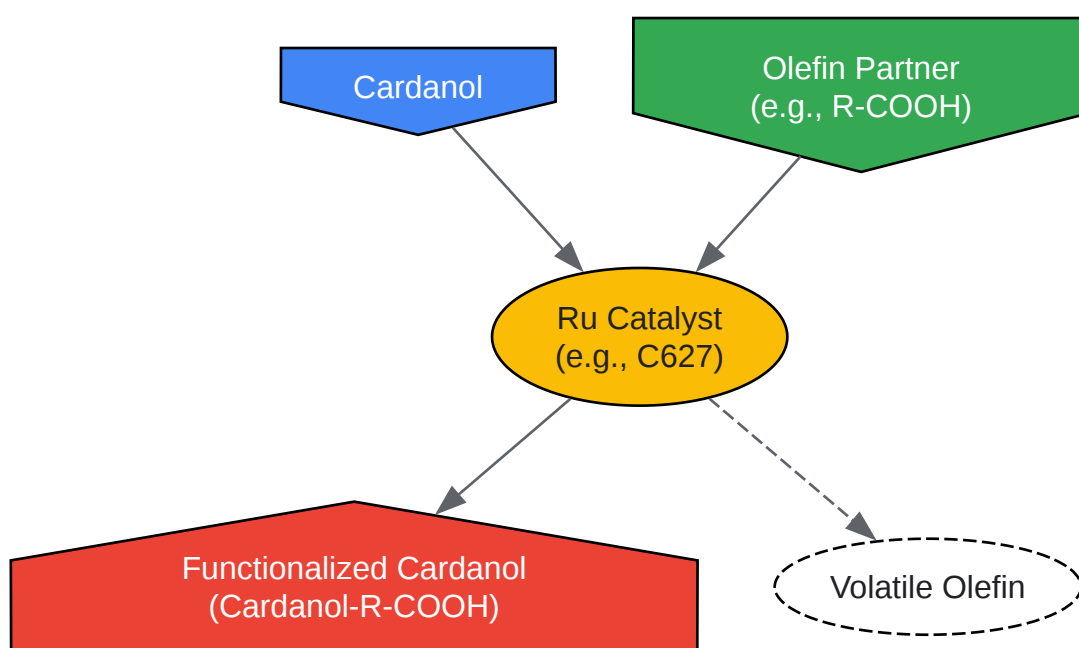 Cardanol
Olefin Partner
(e.g., R-COOH)
Ru Catalyst
(e.g., C627)
Functionalized Cardanol
(Cardanol-R-COOH)
Volatile Olefin